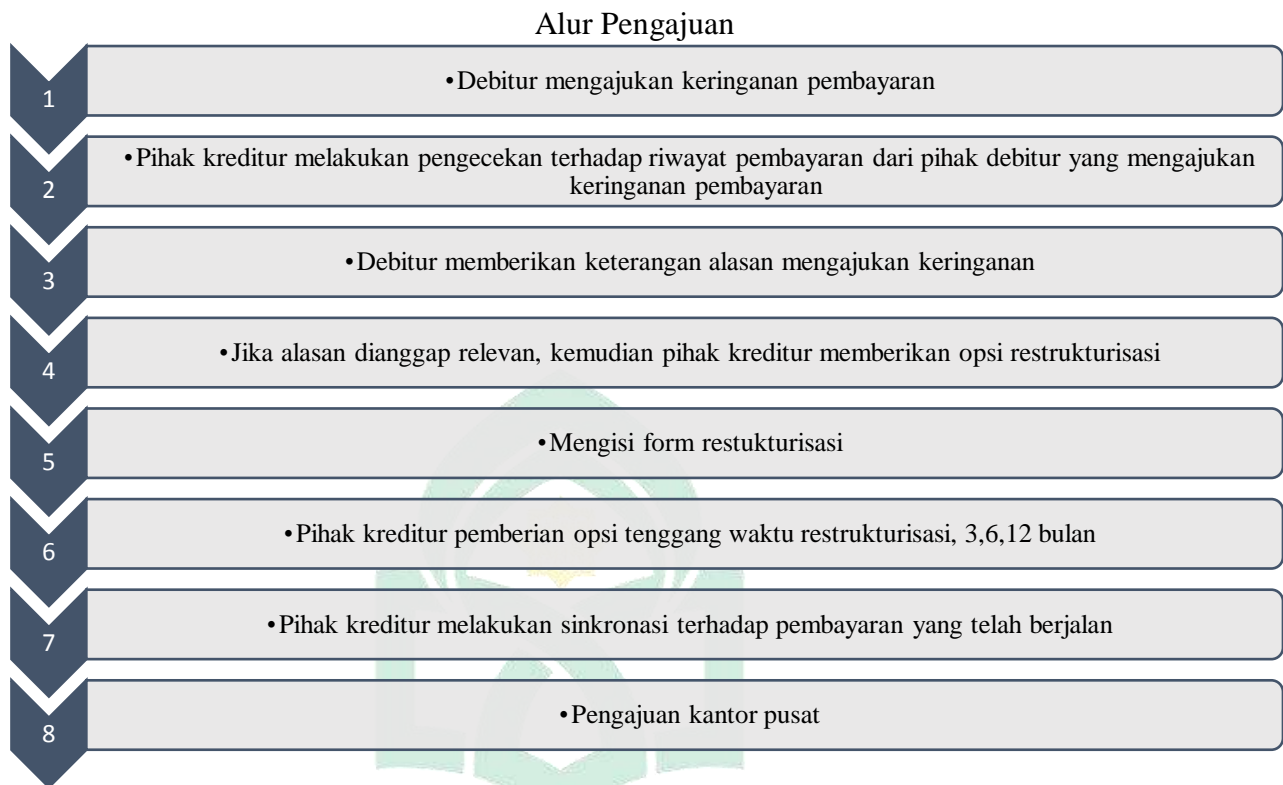 Alur Pengajuan
1
•Debitur mengajukan keringanan pembayaran
2
•Pihak kreditur melakukan pengecekan terhadap riwayat pembayaran dari pihak debitur yang mengajukan
keringanan pembayaran
3
•Debitur memberikan keterangan alasan mengajukan keringanan
4
•Jika alasan dianggap relevan, kemudian pihak kreditur memberikan opsi restrukturisasi
5
•Mengisi form restukturisasi
6
•Pihak kreditur pemberian opsi tenggang waktu restrukturisasi, 3,6,12 bulan
7
•Pihak kreditur melakukan sinkronasi terhadap pembayaran yang telah berjalan
8
•Pengajuan kantor pusat